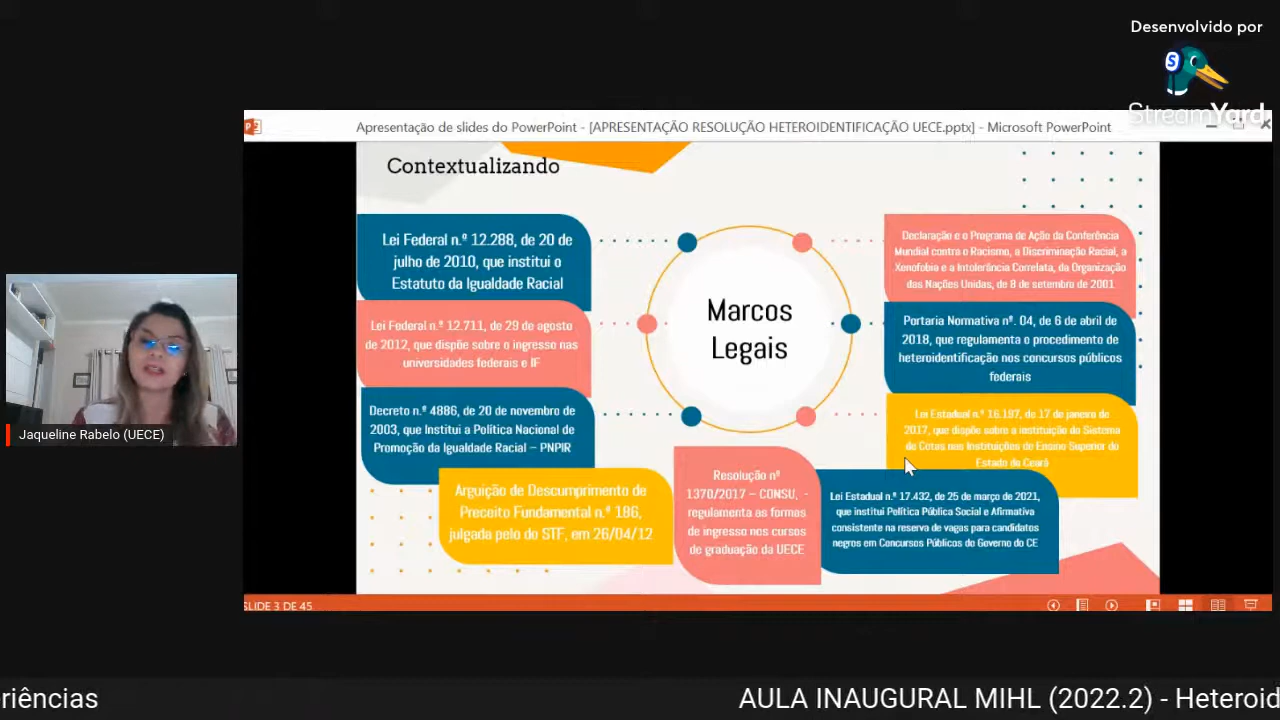 Desenvolvido por
StreamYard
Apresentação de slides do PowerPoint - [APRESENTAÇÃO RESOLUÇÃO HETEROIDENTIFICAÇÃO UECE.pptx] - Microsoft PowerPoint
Contextualizando
Lei Federal n.º 12.288, de 20 de
julho de 2010, que institui o
Estatuto da Igualdade Racial
Lei Federal n.º 12.711, de 29 de agosto
de 2012, que dispõe sobre o ingresso nas
universidades federais e IF
Decreto n.º 4886, de 20 de novembro de
2003, que Institui a Política Nacional de
Promoção da Igualdade Racial – PNPIR
Arguição de Descumprimento de
Preceito Fundamental n.º 186,
julgada pelo do STF, em 26/04/12
Marcos
Legais
Resolução nº
1370/2017 – CONSU, -
regulamenta as formas
de ingresso nos cursos
de graduação da UECE
Declaração e o Programa de Ação da Conferência
Mundial contra o Racismo, a Discriminação Racial, a
Xenofobia e a Intolerância Correlata, da Organização
das Nações Unidas, de 8 de setembro de 2001
Portaria Normativa nº. 04, de 6 de abril de
2018, que regulamenta o procedimento de
heteroidentificação nos concursos públicos
federais
Lei Estadual n.º 16.197, de 17 de janeiro de
2017, que dispõe sobre a instituição do Sistema
de Cotas nas Instituições de Ensino Superior do
Estado do Ceará
Lei Estadual n.º 17.432, de 25 de março de 2021,
que institui Política Pública Social e Afirmativa
consistente na reserva de vagas para candidatos
negros em Concursos Públicos do Governo do CE
Jaqueline Rabelo (UECE)
SLIDE 3 DE 45
riências
AULA INAUGURAL MIHL (2022.2) - Heteroid